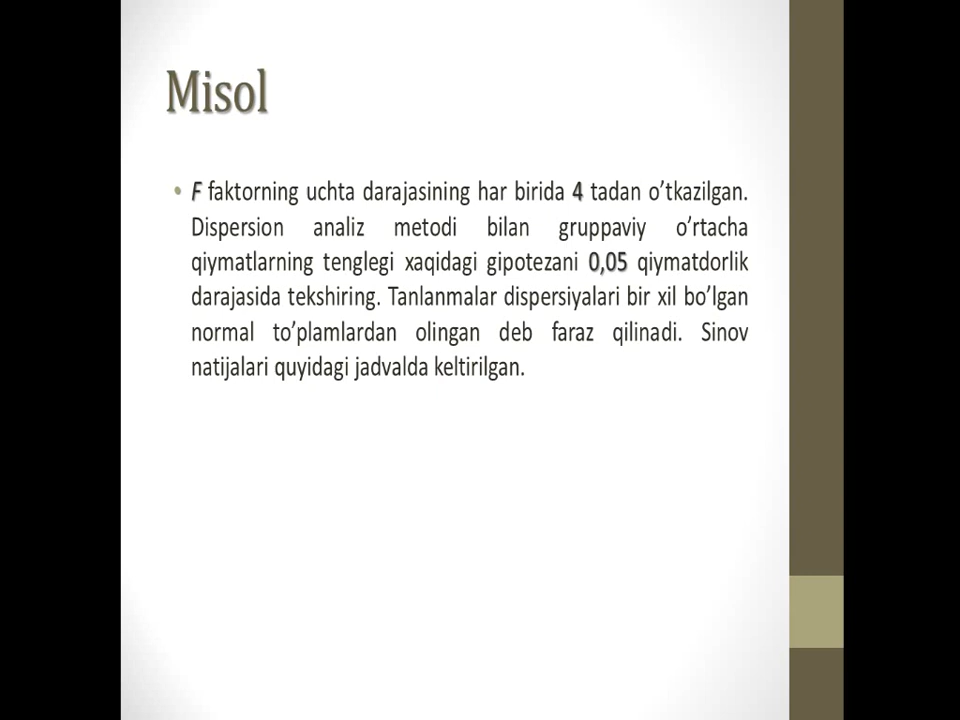 Misol
• F faktorning uchta darajasining har birida 4 tadan o’tkazilgan.
Dispersion analiz metodi bilan gruppaviy o’rtacha
qiymatlarning tenglegi xaqidagi gipotezani 0,05 qiymatdorlik
darajasida tekshiring. Tanlanmalar dispersiyalari bir xil bo’lgan
normal to’plamlardan olingan deb faraz qilinadi. Sinov
natijalari quyidagi jadvalda keltirilgan.